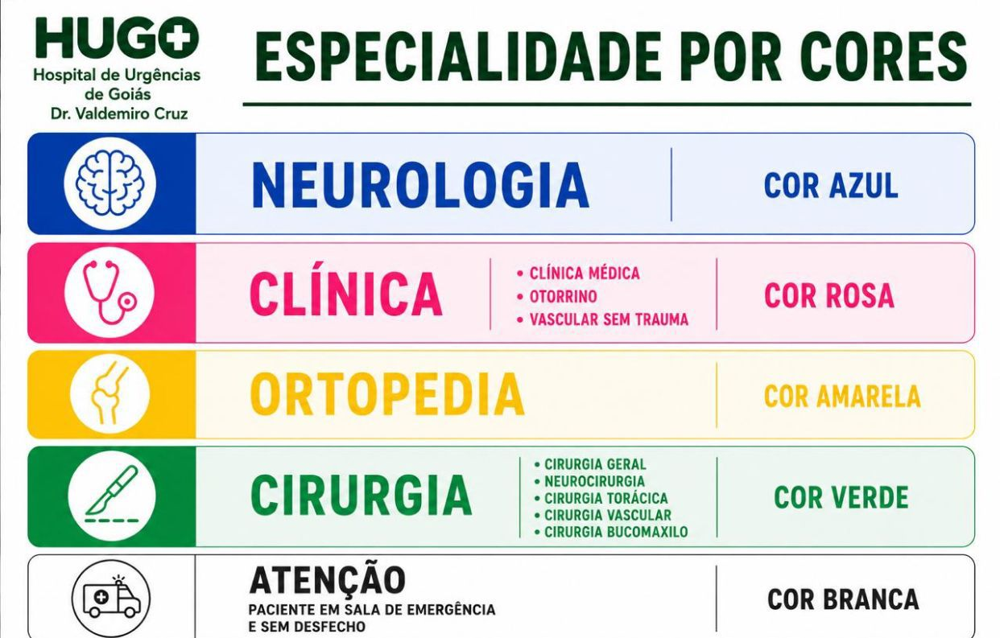 HUGO
Hospital de Urgências
de Goiás
Dr. Valdemiro Cruz
ESPECIALIDADE POR CORES
NEUROLOGIA
COR AZUL
CLÍNICA
• CLÍNICA MÉDICA
• OTORRINO
• VASCULAR SEM TRAUMA
COR ROSA
ORTOPEDIA
COR AMARELA
CIRURGIA
• CIRURGIA GERAL
• NEUROCIRURGIA
• CIRURGIA TORÁCICA
• CIRURGIA VASCULAR
• CIRURGIA BUCOMAXILO
COR VERDE
ATENÇÃO
PACIENTE EM SALA DE EMERGÊNCIA
E SEM DESFECHO
COR BRANCA